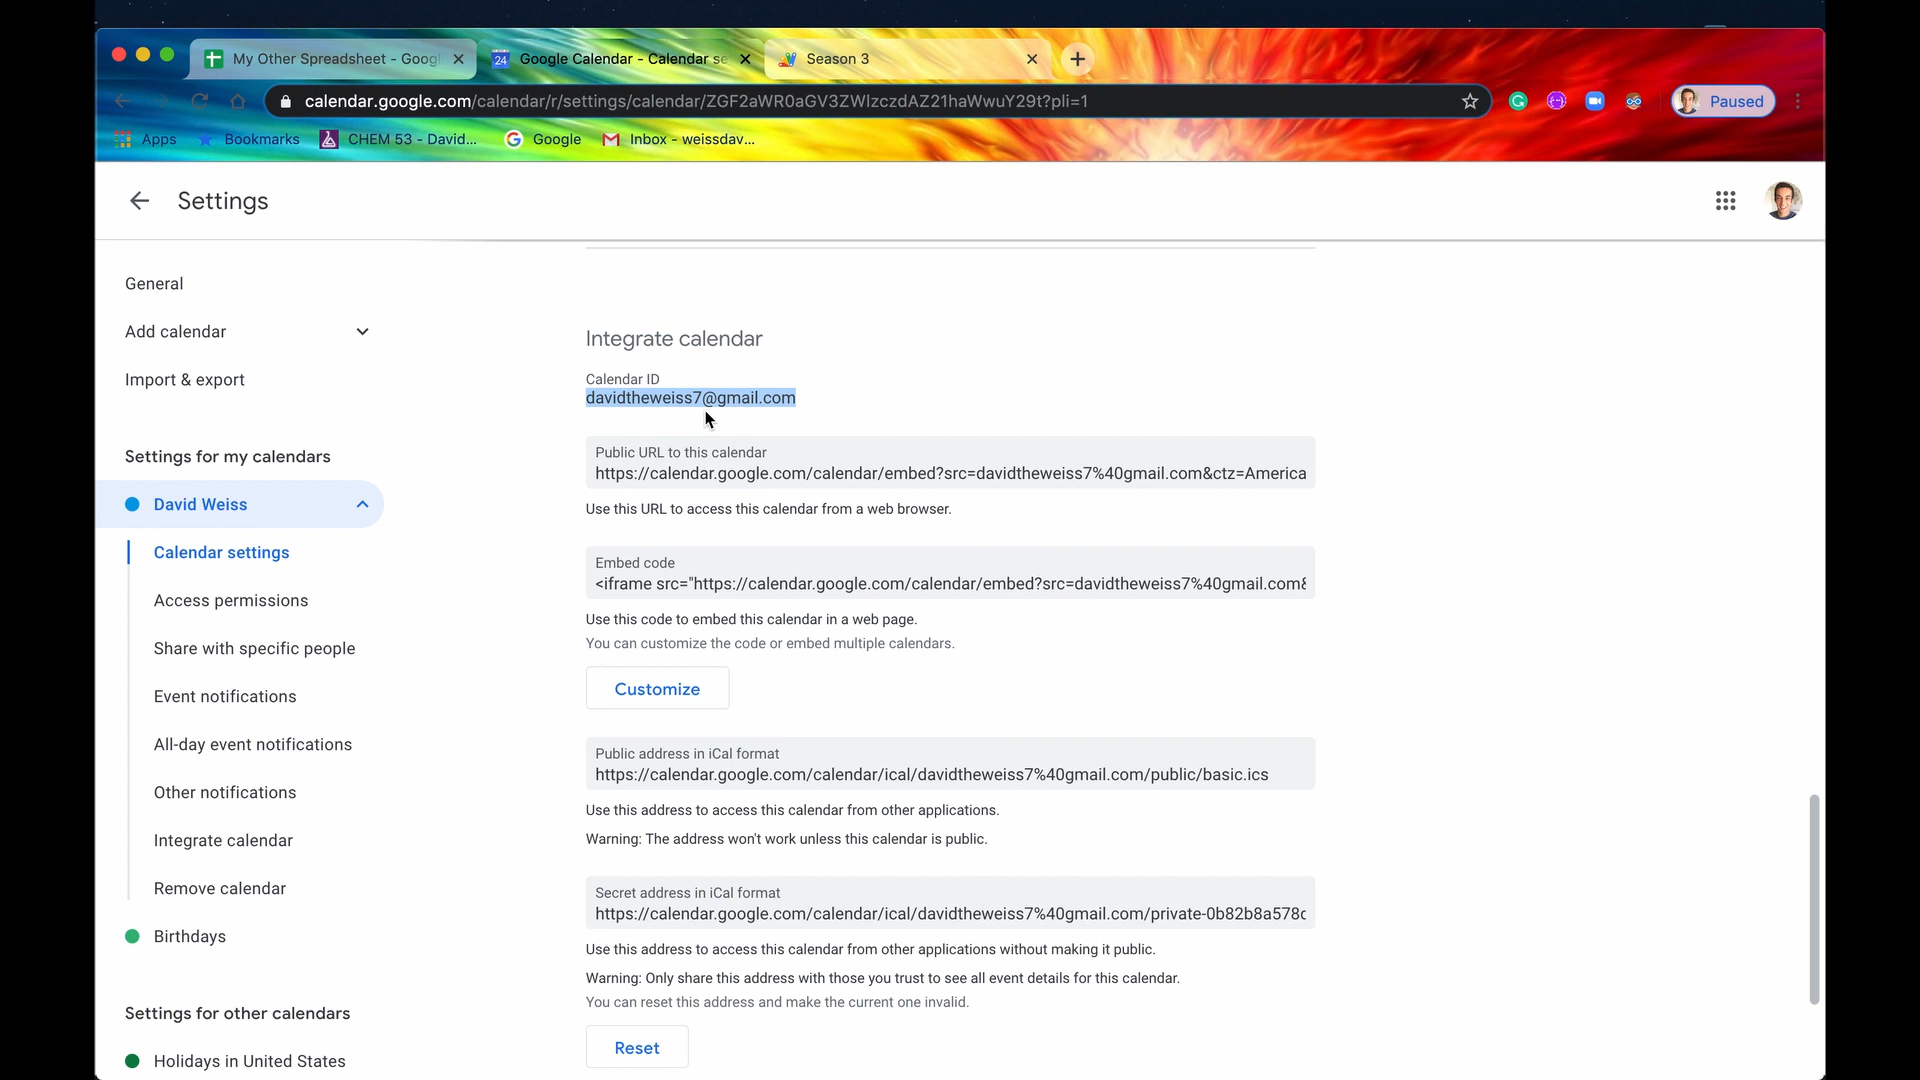 My Other Spreadsheet - Googl
24
Google Calendar - Calendar se
Season 3
calendar.google.com/calendar/r/settings/calendar/ZGF2aWR0aGV3ZWlzczdAZ21haWwuY29t?pli=1
Paused
Apps
Bookmarks
CHEM 53 - David...
Google
Inbox - weissdav...
Settings
General
Add calendar
Import & export
Settings for my calendars
David Weiss
Calendar settings
Access permissions
Share with specific people
Event notifications
All-day event notifications
Other notifications
Integrate calendar
Remove calendar
Birthdays
Settings for other calendars
Holidays in United States
Integrate calendar
Calendar ID
davidtheweiss7@gmail.com
Public URL to this calendar
https://calendar.google.com/calendar/embed?src=davidtheweiss7%40gmail.com&ctz=America
Use this URL to access this calendar from a web browser.
Embed code
<iframe src="https://calendar.google.com/calendar/embed?src=davidtheweiss7%40gmail.com&
Use this code to embed this calendar in a web page.
You can customize the code or embed multiple calendars.
Customize
Public address in iCal format
https://calendar.google.com/calendar/ical/davidtheweiss7%40gmail.com/public/basic.ics
Use this address to access this calendar from other applications.
Warning: The address won't work unless this calendar is public.
Secret address in iCal format
https://calendar.google.com/calendar/ical/davidtheweiss7%40gmail.com/private-0b82b8a578c
Use this address to access this calendar from other applications without making it public.
Warning: Only share this address with those you trust to see all event details for this calendar.
You can reset this address and make the current one invalid.
Reset